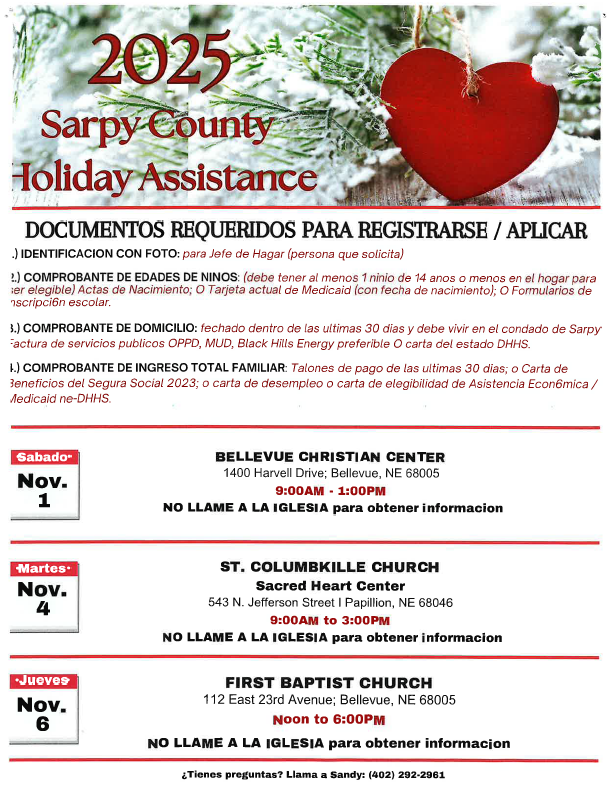 2025
Sarpy County
Holiday Assistance
DOCUMENTOS REQUERIDOS PARA REGISTRARSE / APLICAR
.) IDENTIFICACION CON FOTO: para Jefe de Hagar (persona que solicita)
2.) COMPROBANTE DE EDADES DE NINOS: (debe tener al menos 1 ninio de 14 anos o menos en el hogar para
ser elegible) Actas de Nacimiento; O Tarjeta actual de Medicaid (con fecha de nacimiento); O Formularios de
nscripci6n escolar.
3.) COMPROBANTE DE DOMICILIO: fechado dentro de las ultimas 30 dias y debe vivir en el condado de Sarpy
Factura de servicios publicos OPPD, MUD, Black Hills Energy preferible O carta del estado DHHS.
4.) COMPROBANTE DE INGRESO TOTAL FAMILIAR: Talones de pago de las ultimas 30 dias; o Carta de
Beneficios del Segura Social 2023; o carta de desempleo o carta de elegibilidad de Asistencia Econ6mica /
Medicaid ne-DHHS.
Sabado
Nov.
1
BELLEVUE CHRISTIAN CENTER
1400 Harvell Drive; Bellevue, NE 68005
9:00AM - 1:00PM
NO LLAME A LA IGLESIA para obtener informacion
Martes
Nov.
4
ST. COLUMBKILLE CHURCH
Sacred Heart Center
543 N. Jefferson Street I Papillion, NE 68046
9:00AM to 3:00PM
NO LLAME A LA IGLESIA para obtener informacion
Jueves
Nov.
6
FIRST BAPTIST CHURCH
112 East 23rd Avenue; Bellevue, NE 68005
Noon to 6:00PM
NO LLAME A LA IGLESIA para obtener informacion
¿Tienes preguntas? Llama a Sandy: (402) 292-2961